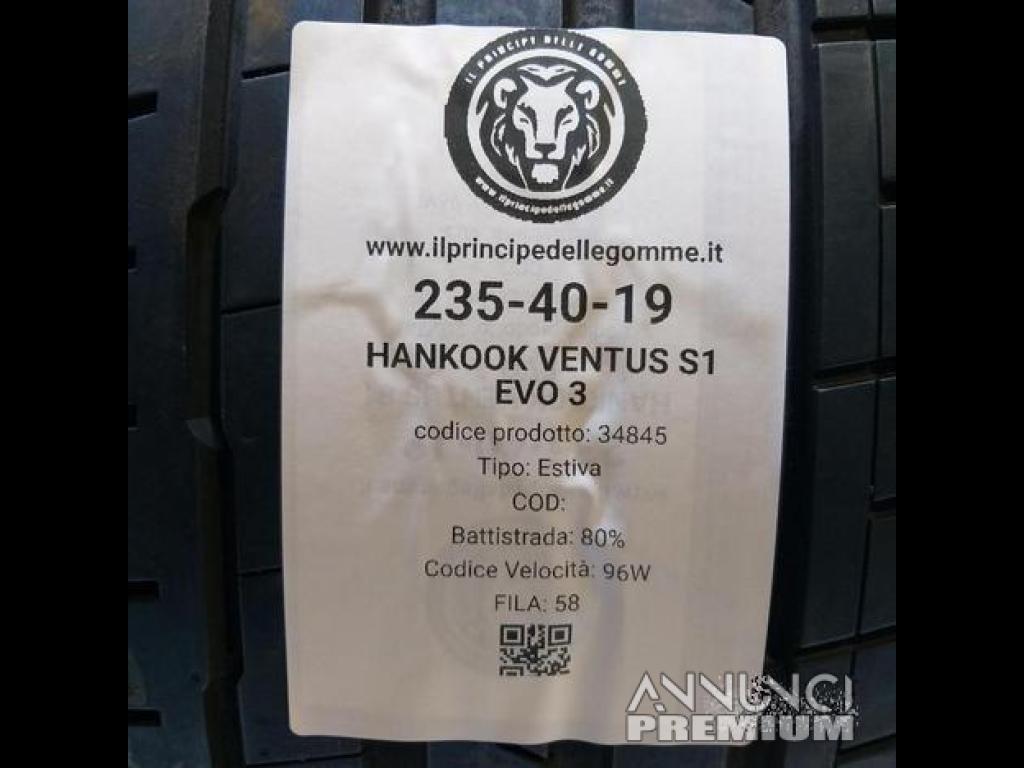 IL PRINCIPE DELLE GOMME
www.ilprincipedellegomme.it
www.ilprincipedellegomme.it
235-40-19
HANKOOK VENTUS S1
EVO 3
codice prodotto: 34845
Tipo: Estiva
COD:
Battistrada: 80%
Codice Velocità: 96W
FILA: 58
ANNUNCI
PREMIUM